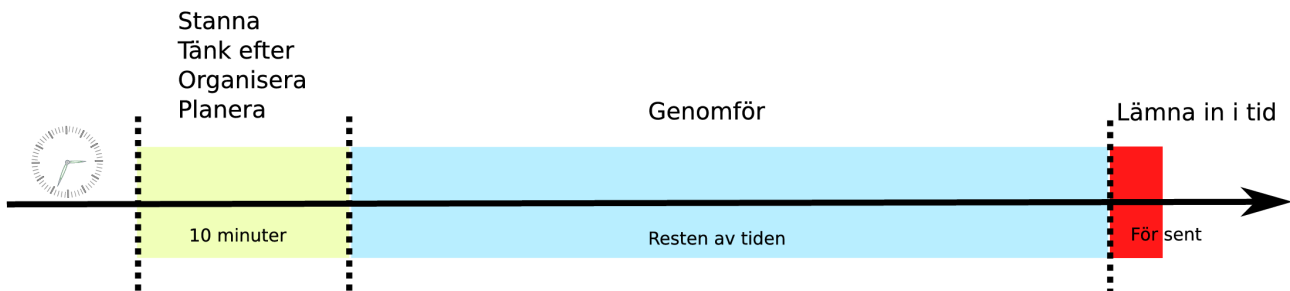 Stanna
Tänk efter
Organisera
Planera
Genomför
Lämna in i tid
10 minuter
Resten av tiden
För sent